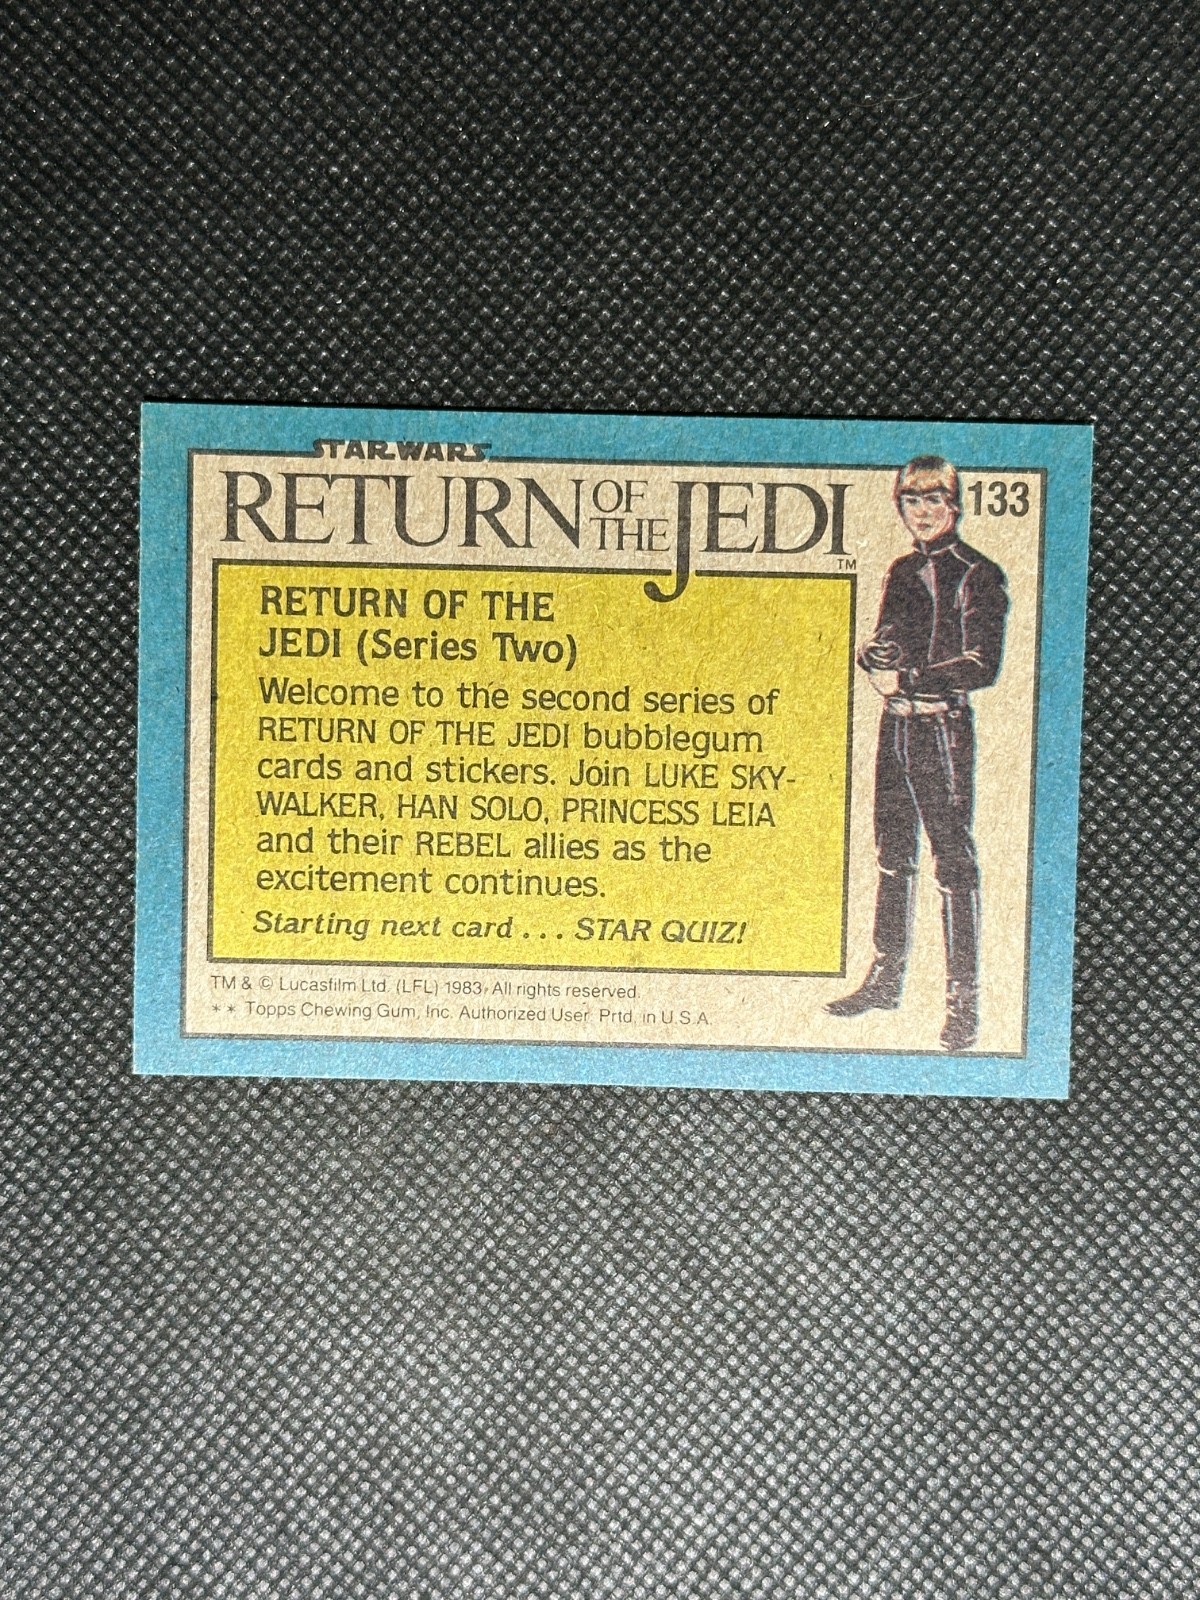 STAR WARS
RETURN OF THE JEDI
TM
133
RETURN OF THE
JEDI (Series Two)
Welcome to the second series of
RETURN OF THE JEDI bubblegum
cards and stickers. Join LUKE SKY-
WALKER, HAN SOLO, PRINCESS LEIA
and their REBEL allies as the
excitement continues.
Starting next card . . . STAR QUIZ!
TM & © Lucasfilm Ltd. (LFL) 1983. All rights reserved.
* * Topps Chewing Gum, Inc. Authorized User. Prtd. in U.S.A.